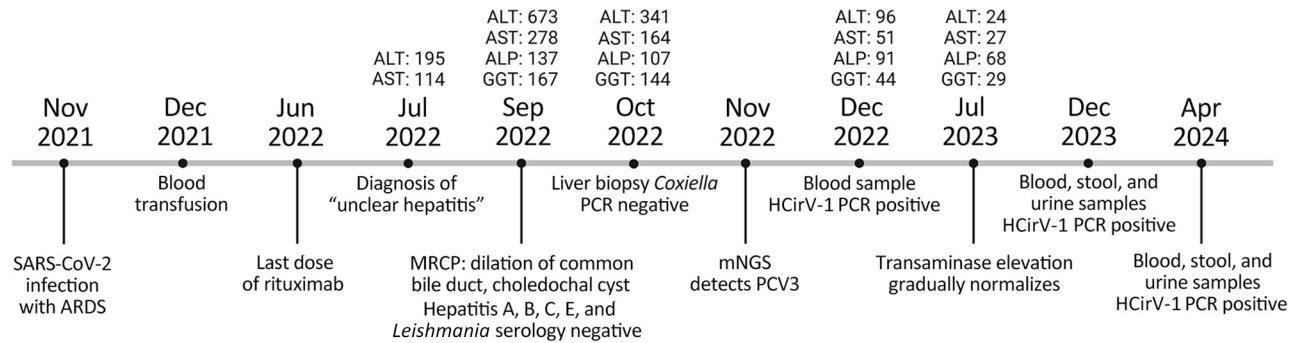 ALT: 195
AST: 114
ALT: 673
AST: 278
ALP: 137
GGT: 167
ALT: 341
AST: 164
ALP: 107
GGT: 144
ALT: 96
AST: 51
ALP: 91
GGT: 44
ALT: 24
AST: 27
ALP: 68
GGT: 29
Nov
2021
Dec
2021
Jun
2022
Jul
2022
Sep
2022
Oct
2022
Nov
2022
Dec
2022
Jul
2023
Dec
2023
Apr
2024
SARS-CoV-2
infection
with ARDS
Blood
transfusion
Last dose
of rituximab
Diagnosis of
“unclear hepatitis”
MRCP: dilation of common
bile duct, choledochal cyst
Hepatitis A, B, C, E, and
Leishmania serology negative
Liver biopsy Coxiella
PCR negative
mNGS
detects PCV3
Blood sample
HCirV-1 PCR positive
Transaminase elevation
gradually normalizes
Blood, stool, and
urine samples
HCirV-1 PCR positive
Blood, stool, and
urine samples
HCirV-1 PCR positive